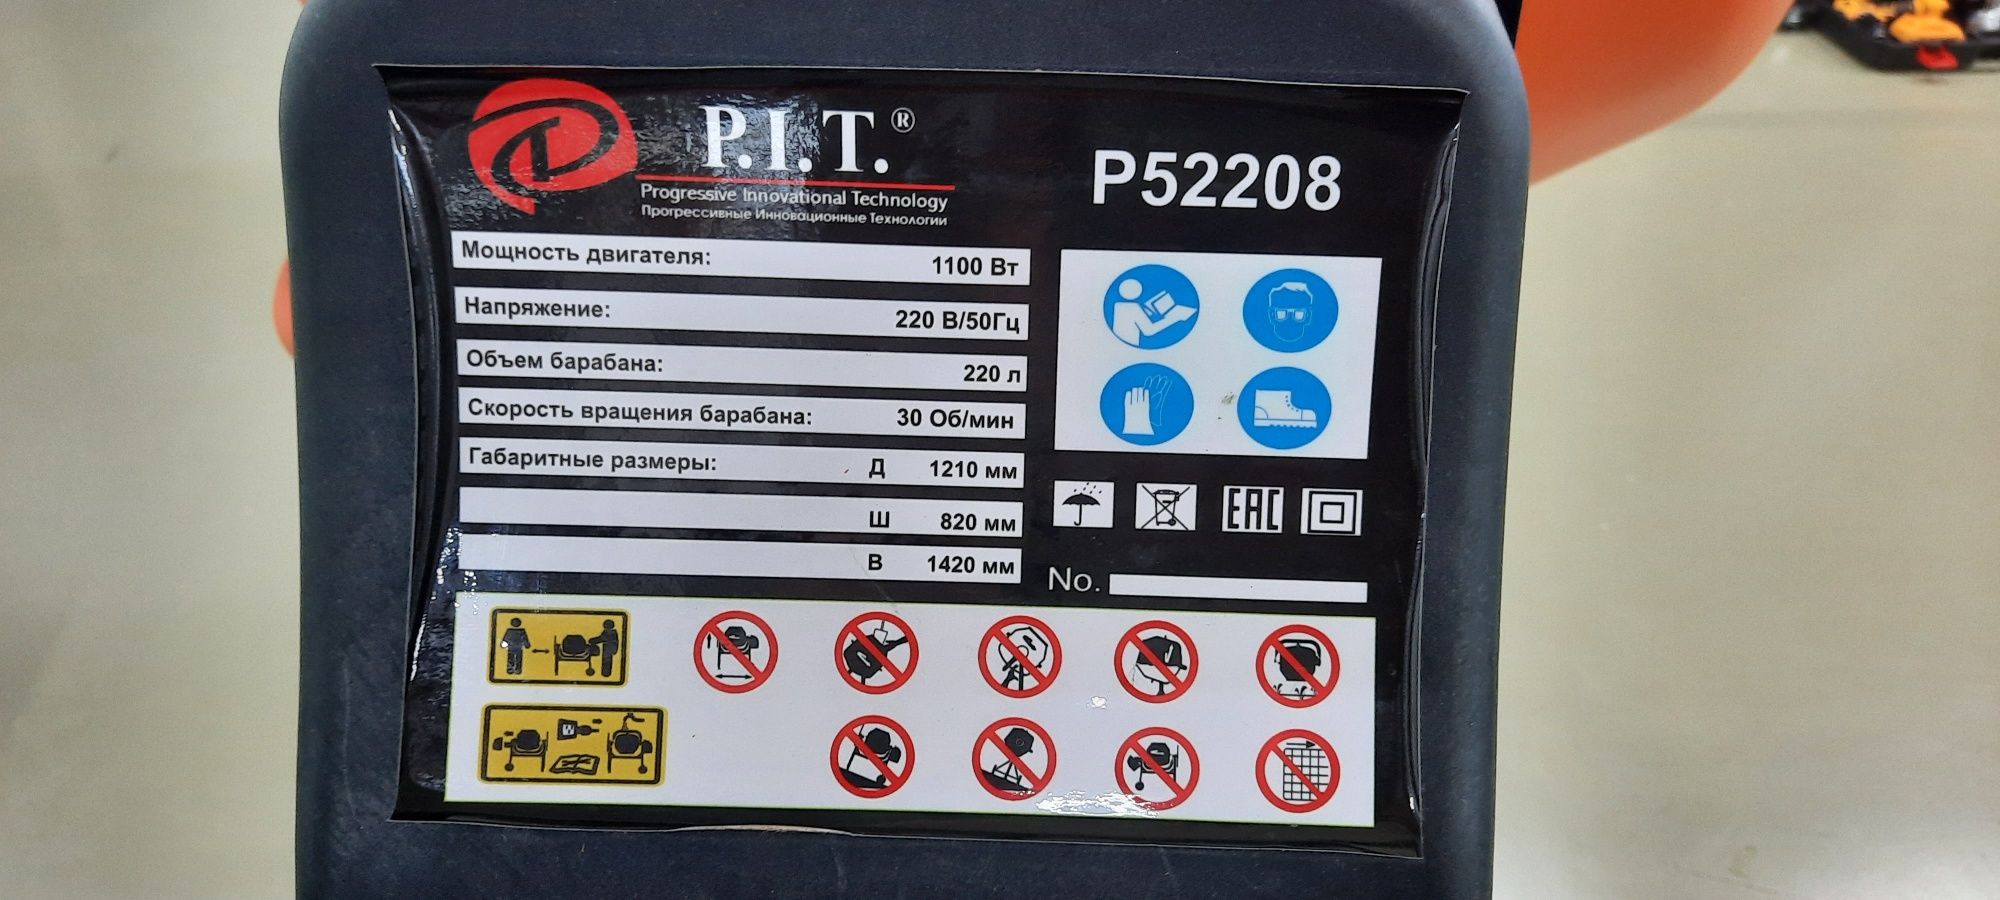 P.I.T.®
Progressive Innovational Technology
Прогрессивные Инновационные Технологии
P52208
Мощность двигателя: 1100 Вт
Напряжение: 220 В/50Гц
Объем барабана: 220 л
Скорость вращения барабана: 30 Об/мин
Габаритные размеры: Д 1210 мм
Ш 820 мм
В 1420 мм
EAC
No.